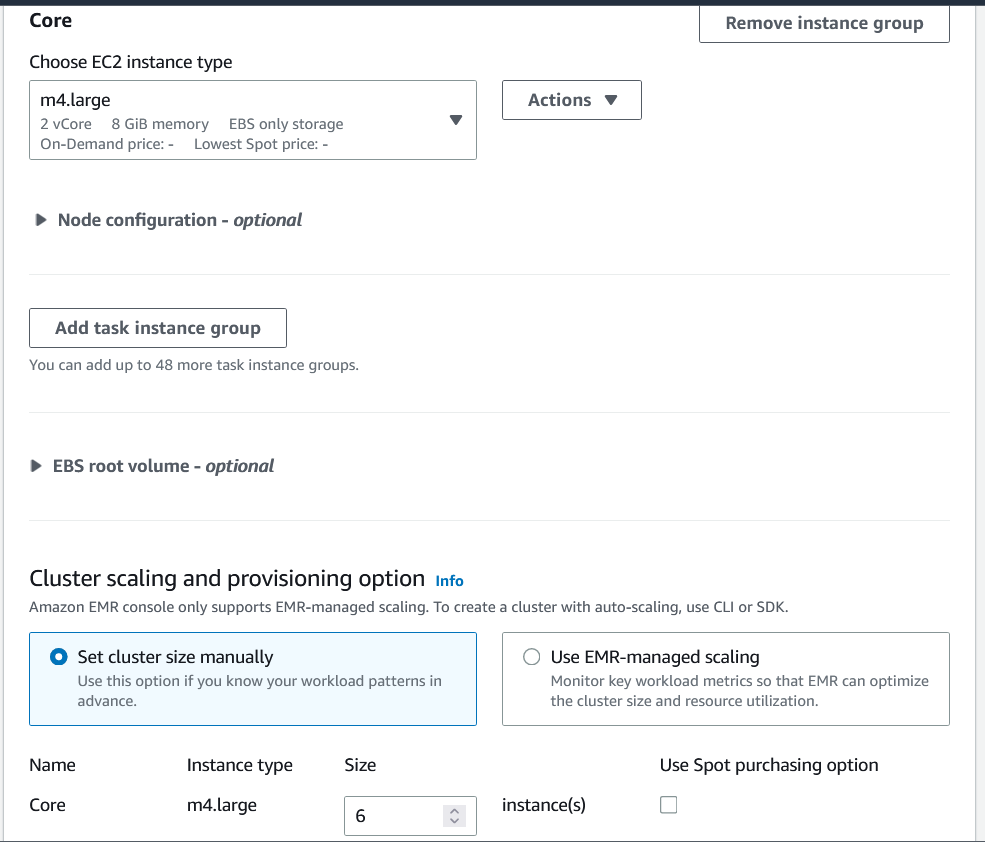 Core
Remove instance group
Choose EC2 instance type
m4.large
2 vCore 8 GiB memory EBS only storage
On-Demand price: - Lowest Spot price: -
Actions
Node configuration - optional
Add task instance group
You can add up to 48 more task instance groups.
EBS root volume - optional
Cluster scaling and provisioning option Info
Amazon EMR console only supports EMR-managed scaling. To create a cluster with auto-scaling, use CLI or SDK.
Set cluster size manually
Use this option if you know your workload patterns in
advance.
Use EMR-managed scaling
Monitor key workload metrics so that EMR can optimize
the cluster size and resource utilization.
Name Instance type Size Use Spot purchasing option
Core m4.large 6 instance(s)